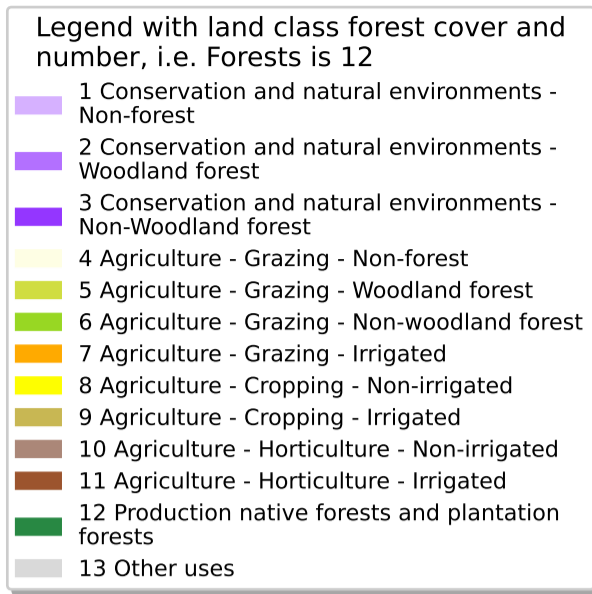 Legend with land class forest cover and
number, i.e. Forests is 12
1 Conservation and natural environments -
Non-forest
2 Conservation and natural environments -
Woodland forest
3 Conservation and natural environments -
Non-Woodland forest
4 Agriculture - Grazing - Non-forest
5 Agriculture - Grazing - Woodland forest
6 Agriculture - Grazing - Non-woodland forest
7 Agriculture - Grazing - Irrigated
8 Agriculture - Cropping - Non-irrigated
9 Agriculture - Cropping - Irrigated
10 Agriculture - Horticulture - Non-irrigated
11 Agriculture - Horticulture - Irrigated
12 Production native forests and plantation
forests
13 Other uses